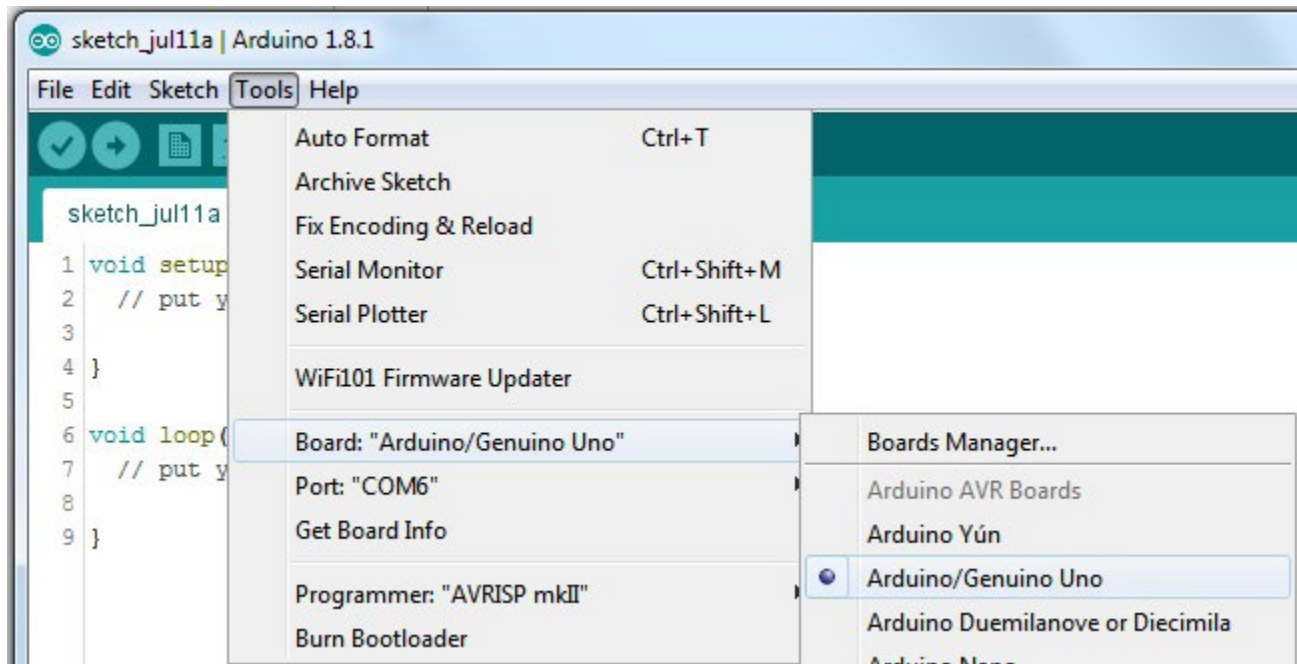 sketch_jul11a | Arduino 1.8.1
File Edit Sketch Tools Help
Auto Format Ctrl+T
Archive Sketch
Fix Encoding & Reload
Serial Monitor Ctrl+Shift+M
Serial Plotter Ctrl+Shift+L
WiFi101 Firmware Updater
Board: "Arduino/Genuino Uno"
Port: "COM6"
Get Board Info
Programmer: "AVRISP mkII"
Burn Bootloader
Boards Manager...
Arduino AVR Boards
Arduino Yún
Arduino/Genuino Uno
Arduino Duemilanove or Diecimila
Arduino Nano
sketch_jul11a
1 void setup
2 // put y
3
4 }
5
6 void loop(
7 // put y
8
9 }